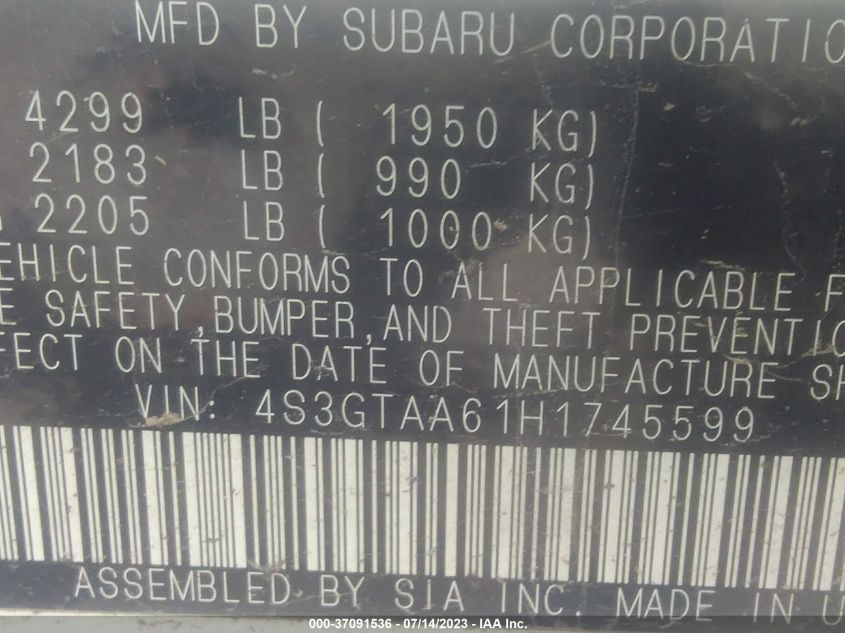 MFD BY SUBARU CORPORATIO
4299 LB ( 1950 KG)
2183 LB ( 990 KG)
2205 LB ( 1000 KG)
EHICLE CONFORMS TO ALL APPLICABLE F
E SAFETY,BUMPER,AND THEFT PREVENTIO
FECT ON THE DATE OF MANUFACTURE SH
VIN: 4S3GTAA61H1745599
ASSEMBLED BY SIA INC. MADE IN U
000-37091536 - 07/14/2023 - IAA Inc.